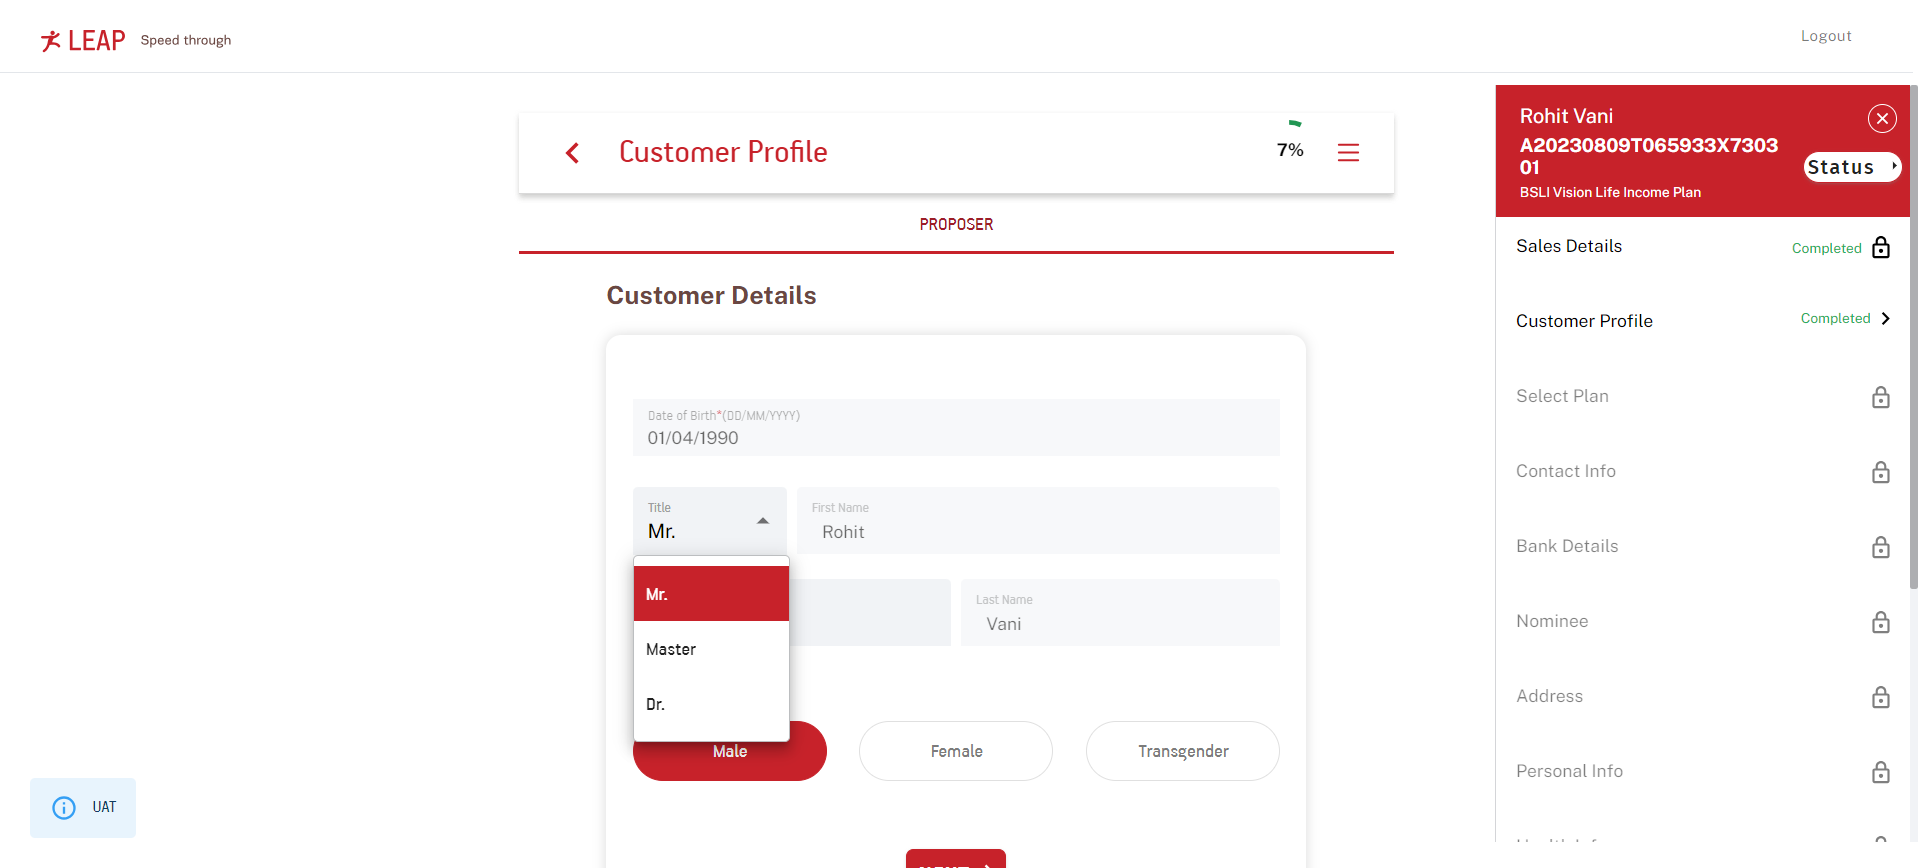 LEAP Speed through
Logout
Customer Profile
7%
PROPOSER
Customer Details
Date of Birth*(DD/MM/YYYY)
01/04/1990
Title
Mr.
First Name
Rohit
Mr.
Master
Dr.
Last Name
Vani
Male
Female
Transgender
UAT
Rohit Vani
A20230809T065933X7303
01
BSLI Vision Life Income Plan
Status
Sales Details
Completed
Customer Profile
Completed
Select Plan
Contact Info
Bank Details
Nominee
Address
Personal Info